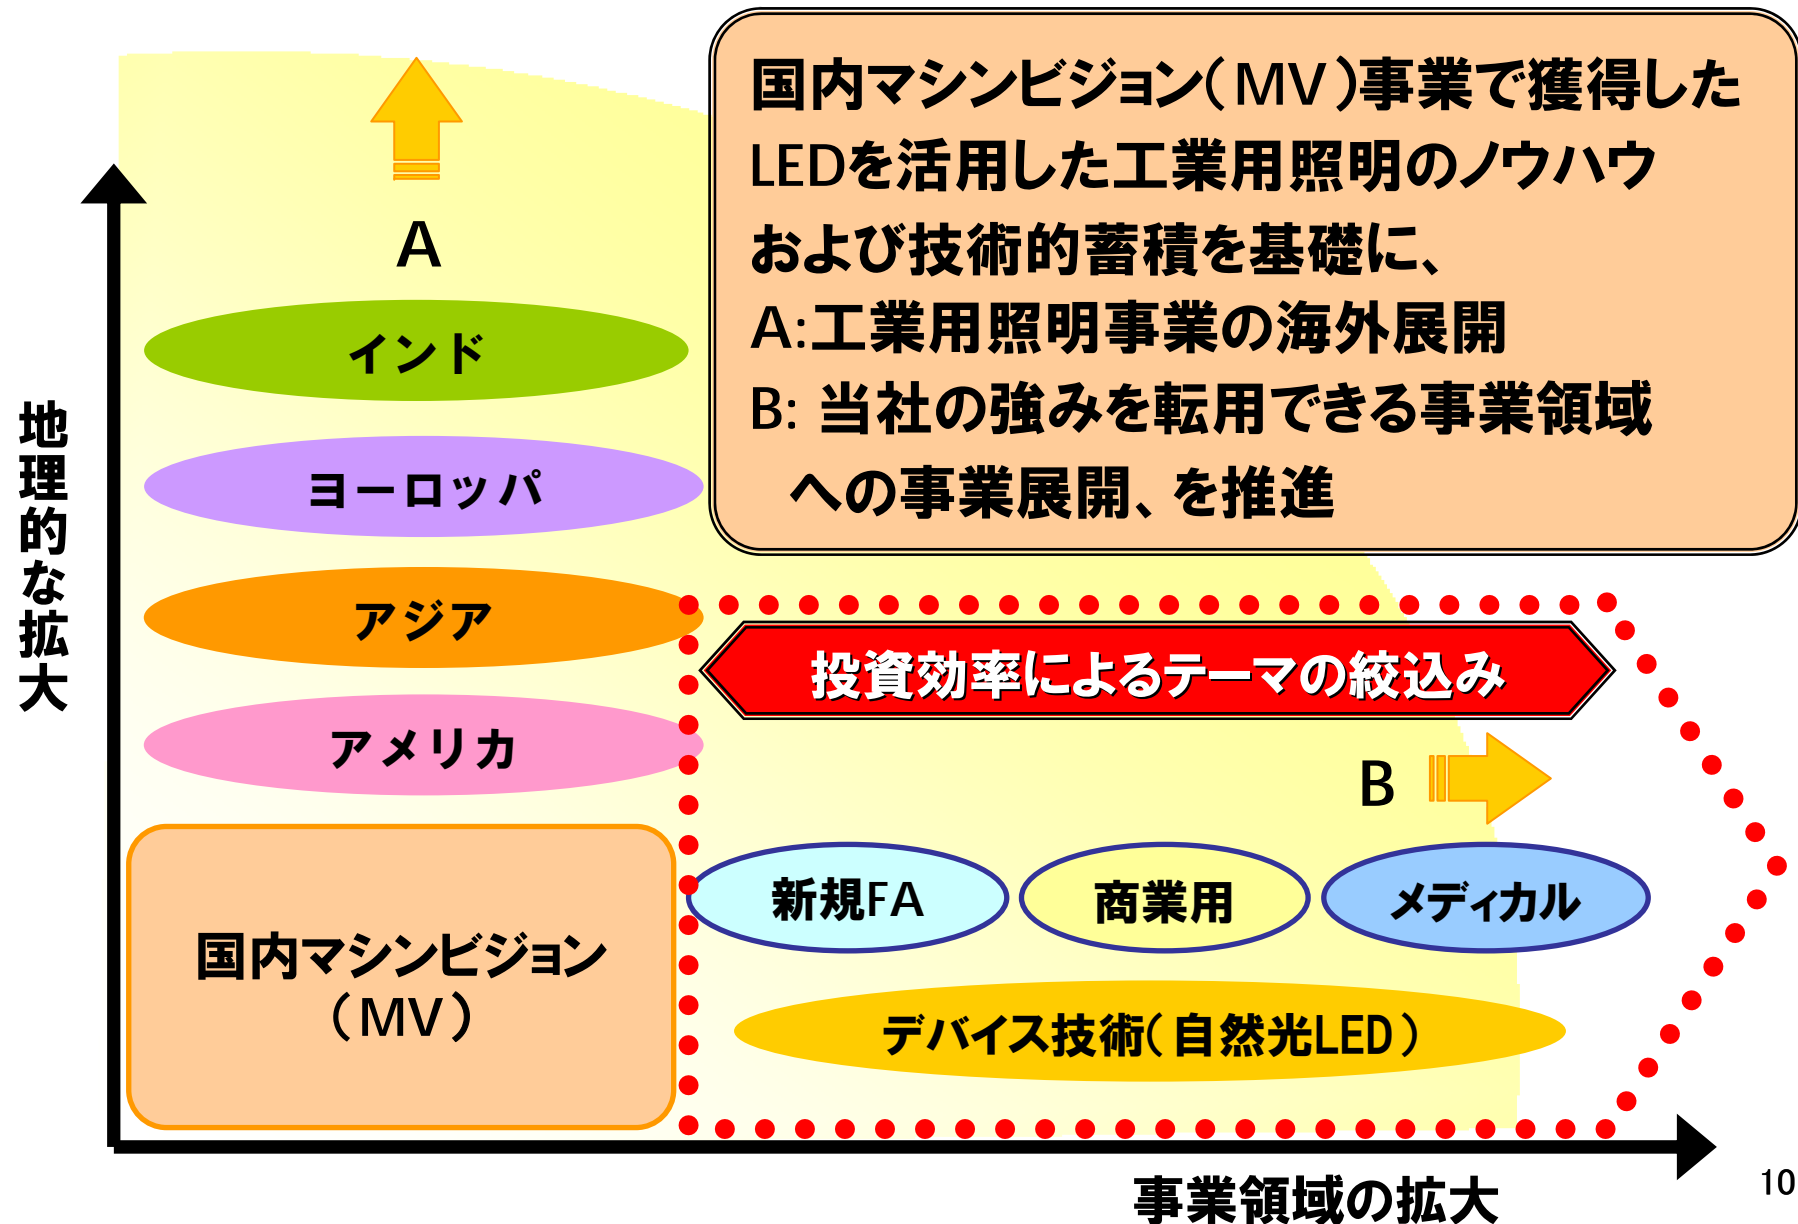 国内マシンビジョン(MV)事業で獲得した
LEDを活用した工業用照明のノウハウ
および技術的蓄積を基礎に、
A:工業用照明事業の海外展開
B: 当社の強みを転用できる事業領域
への事業展開、を推進
A
インド
ヨーロッパ
アジア
アメリカ
地理的な拡大
投資効率によるテーマの絞込み
B
新規FA
商業用
メディカル
国内マシンビジョン
(MV)
デバイス技術(自然光LED)
事業領域の拡大
10